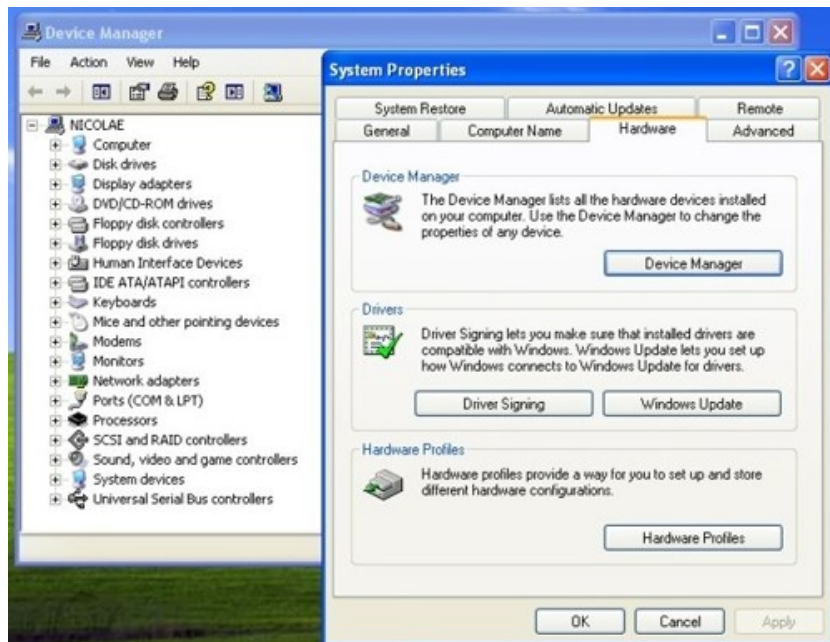 Device Manager
File Action View Help
NICOLAE
Computer
Disk drives
Display adapters
DVD/CD-ROM drives
Floppy disk controllers
Floppy disk drives
Human Interface Devices
IDE ATA/ATAPI controllers
Keyboards
Mice and other pointing devices
Modems
Monitors
Network adapters
Ports (COM & LPT)
Processors
SCSI and RAID controllers
Sound, video and game controllers
System devices
Universal Serial Bus controllers
System Properties
System Restore Automatic Updates Remote
General Computer Name Hardware Advanced
Device Manager
The Device Manager lists all the hardware devices installed
on your computer. Use the Device Manager to change the
properties of any device.
Device Manager
Drivers
Driver Signing lets you make sure that installed drivers are
compatible with Windows. Windows Update lets you set up
how Windows connects to Windows Update for drivers.
Driver Signing Windows Update
Hardware Profiles
Hardware profiles provide a way for you to set up and store
different hardware configurations.
Hardware Profiles
OK Cancel Apply